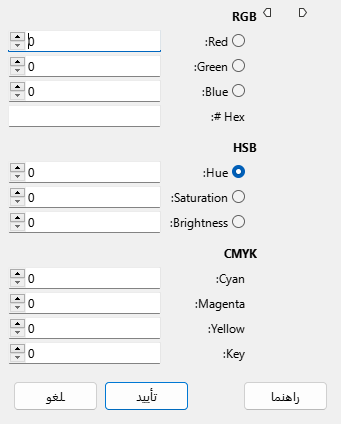 RGB
:Red 0
:Green 0
:Blue 0
:# Hex
HSB
:Hue 0
:Saturation 0
:Brightness 0
CMYK
:Cyan 0
:Magenta 0
:Yellow 0
:Key 0
راهنما تأیید لغو